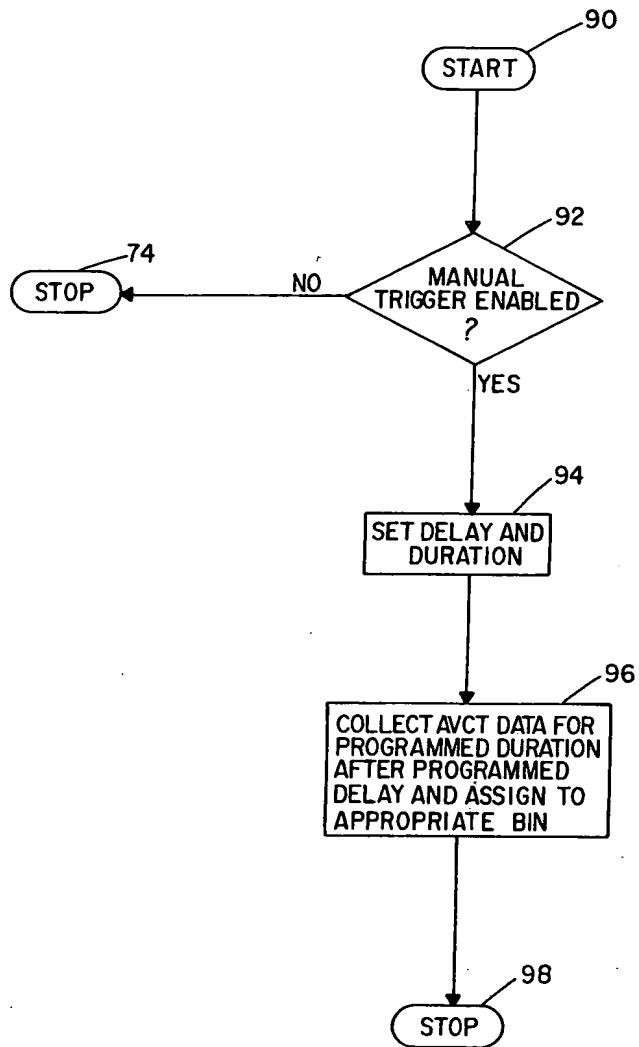 90
START
92
74
STOP
NO
MANUAL
TRIGGER ENABLED
?
YES
94
SET DELAY AND
DURATION
96
COLLECT AVCT DATA FOR
PROGRAMMED DURATION
AFTER PROGRAMMED
DELAY AND ASSIGN TO
APPROPRIATE BIN
98
STOP